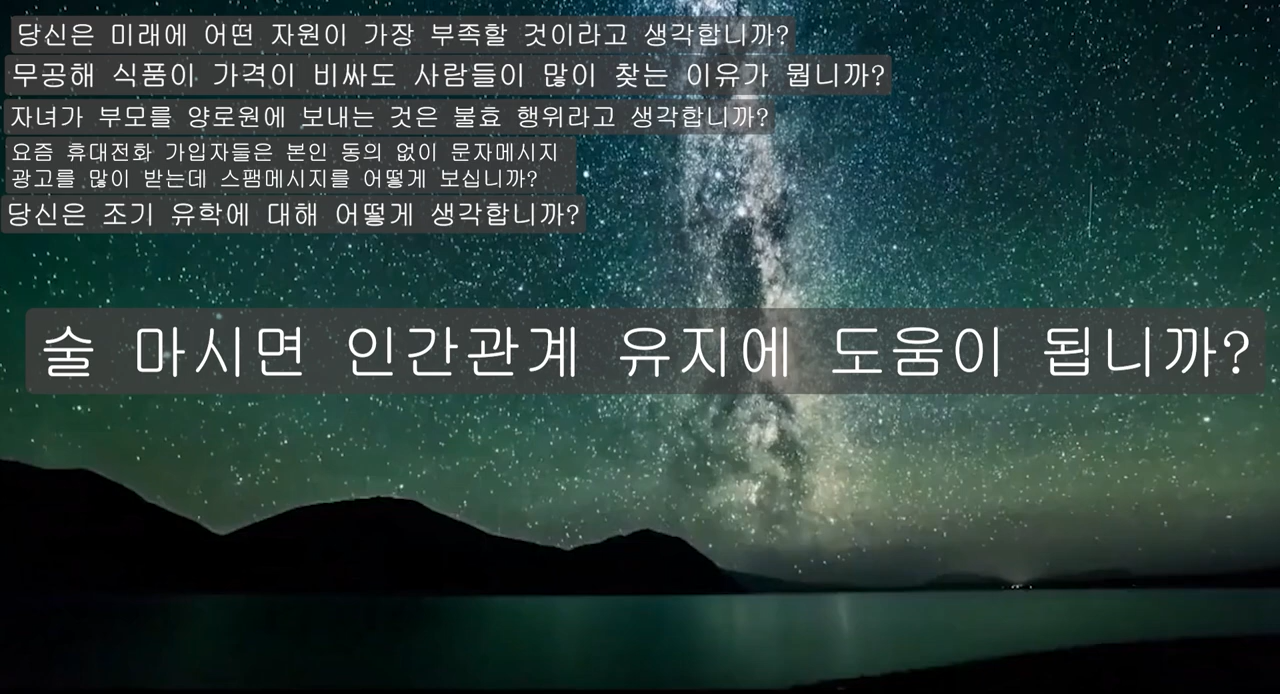 당신은 미래에 어떤 자원이 가장 부족할 것이라고 생각합니까?
무공해 식품이 가격이 비싸도 사람들이 많이 찾는 이유가 뭡니까?
자녀가 부모를 양로원에 보내는 것은 불효 행위라고 생각합니까?
요즘 휴대전화 가입자들은 본인 동의 없이 문자메시지
광고를 많이 받는데 스팸메시지를 어떻게 보십니까?
당신은 조기 유학에 대해 어떻게 생각합니까?
술 마시면 인간관계 유지에 도움이 됩니까?